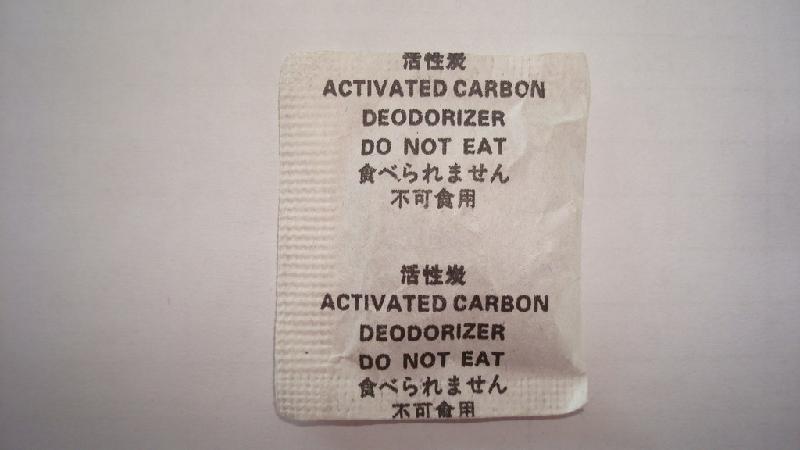 活性炭
ACTIVATED CARBON
DEODORIZER
DO NOT EAT
食べられません
不可食用
活性炭
ACTIVATED CARBON
DEODORIZER
DO NOT EAT
食べられません
不可食用